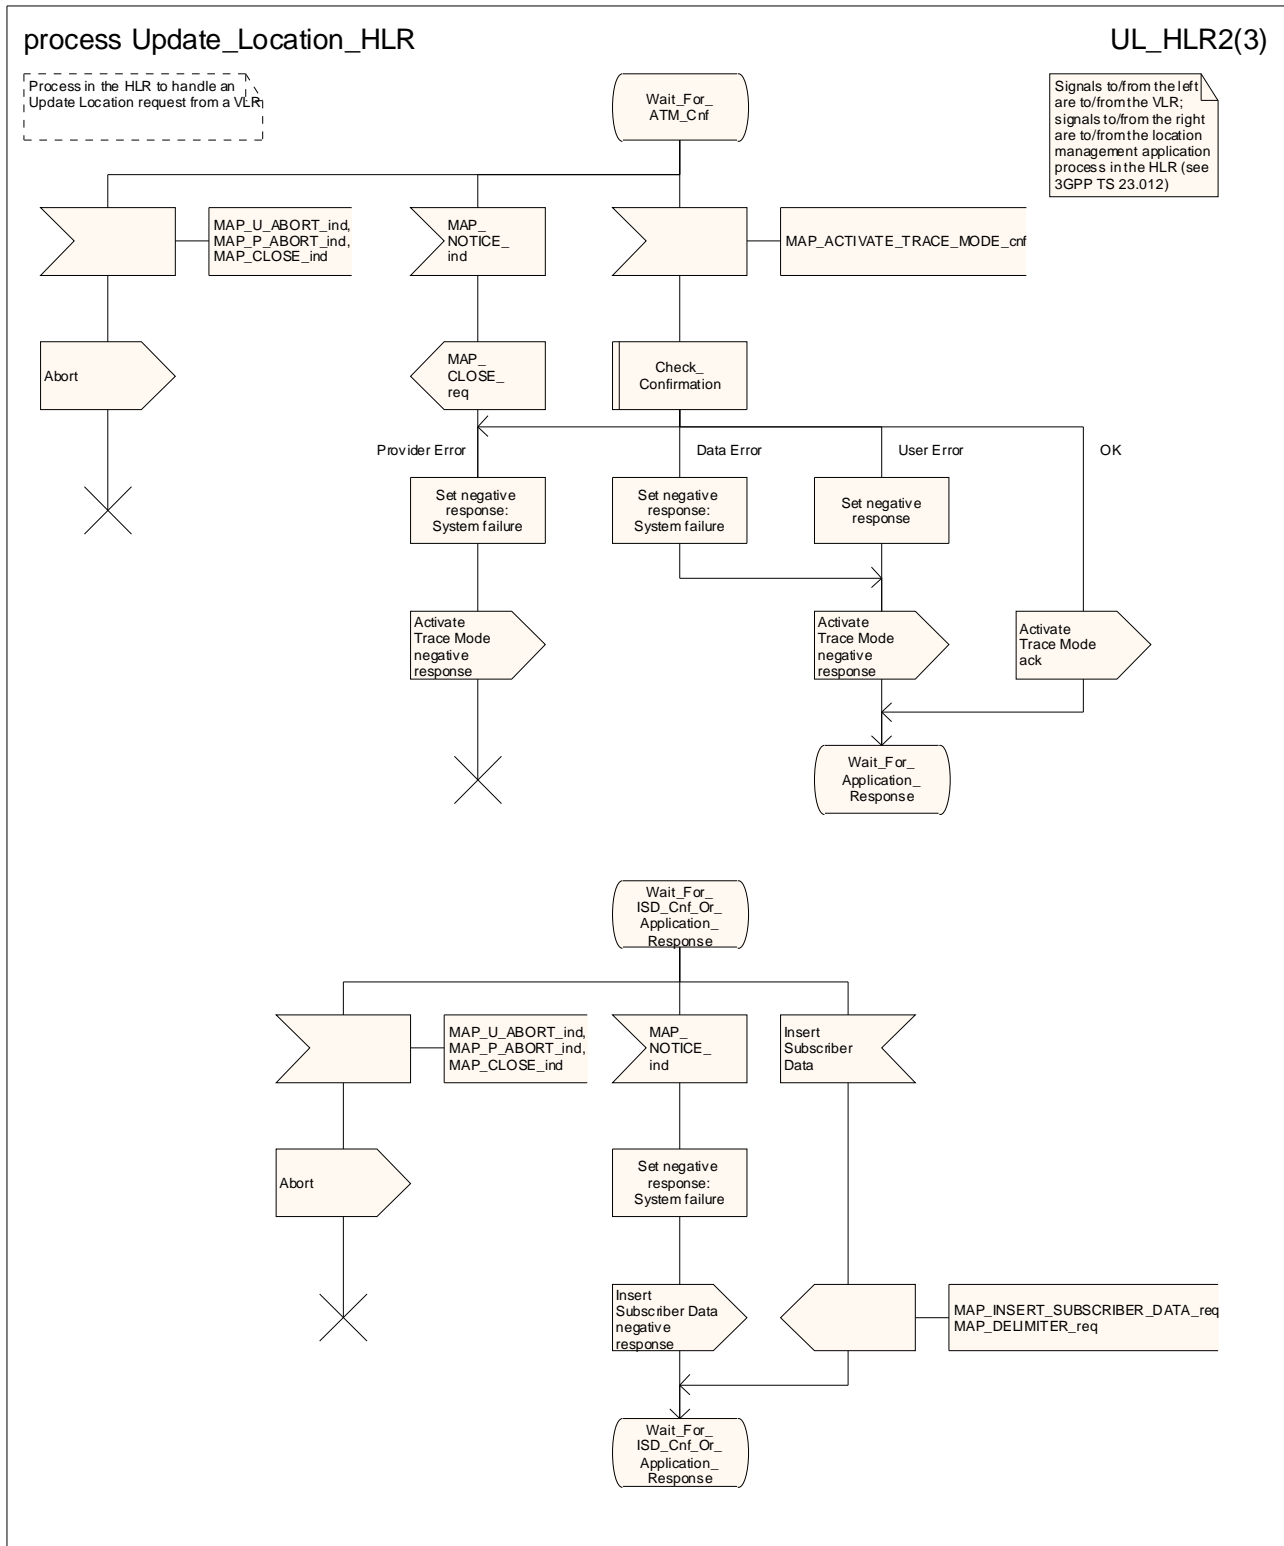 process Update_Location_HLR
UL_HLR2(3)
Process in the HLR to handle an
Update Location request from a VLR
Wait_For_
ATM_Cnf
Signals to/from the left
are to/from the VLR;
signals to/from the right
are to/from the location
management application
process in the HLR (see
3GPP TS 23.012)
MAP_U_ABORT_ind,
MAP_P_ABORT_ind,
MAP_CLOSE_ind
MAP_
NOTICE_
ind
MAP_ACTIVATE_TRACE_MODE_cnf
Abort
MAP_
CLOSE_
req
Check_
Confirmation
Provider Error
Data Error
User Error
OK
Set negative
response:
System failure
Set negative
response:
System failure
Set negative
response
Activate
Trace Mode
negative
response
Activate
Trace Mode
negative
response
Activate
Trace Mode
ack
Wait_For_
Application_
Response
Wait_For_
ISD_Cnf_Or_
Application_
Response
MAP_U_ABORT_ind,
MAP_P_ABORT_ind,
MAP_CLOSE_ind
MAP_
NOTICE_
ind
Insert
Subscriber
Data
Abort
Set negative
response:
System failure
Insert
Subscriber Data
negative
response
MAP_INSERT_SUBSCRIBER_DATA_req
MAP_DELIMITER_req
Wait_For_
ISD_Cnf_Or_
Application_
Response